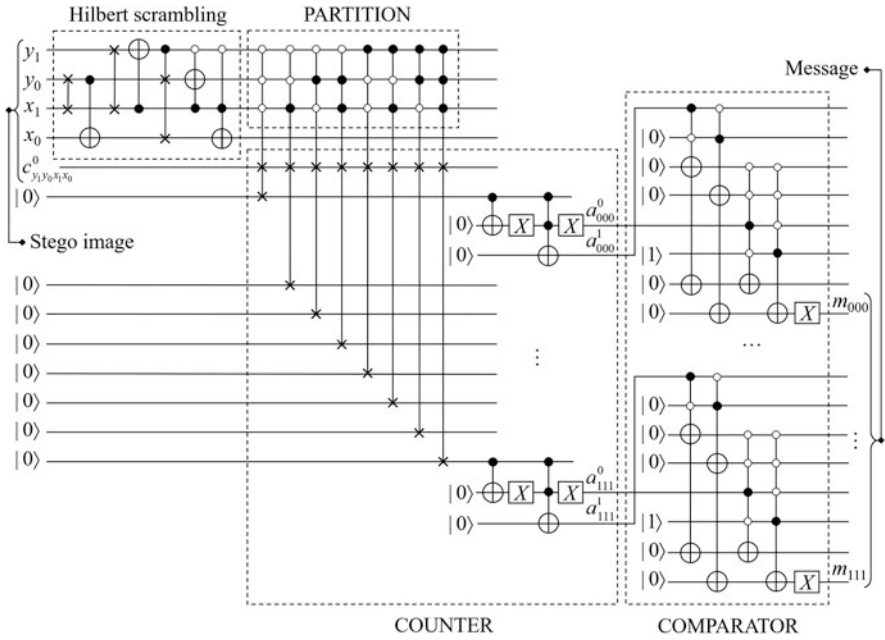 Hilbert scrambling PARTITION
y₁
y₀
Message
x₁
x₀
|0⟩
c⁰y₁y₀x₁x₀
|0⟩
|0⟩
|0⟩
|0⟩ X X a⁰₀₀₀
Stego image
|0⟩ a¹₀₀₀
|1⟩
|0⟩
|0⟩
|0⟩
|0⟩ X m₀₀₀
|0⟩
⋮
...
|0⟩
|0⟩
|0⟩
|0⟩
|0⟩
⋮
|0⟩
|0⟩
|0⟩ X X a⁰₁₁₁
|0⟩ a¹₁₁₁
|1⟩
|0⟩
|0⟩ X m₁₁₁
COUNTER COMPARATOR